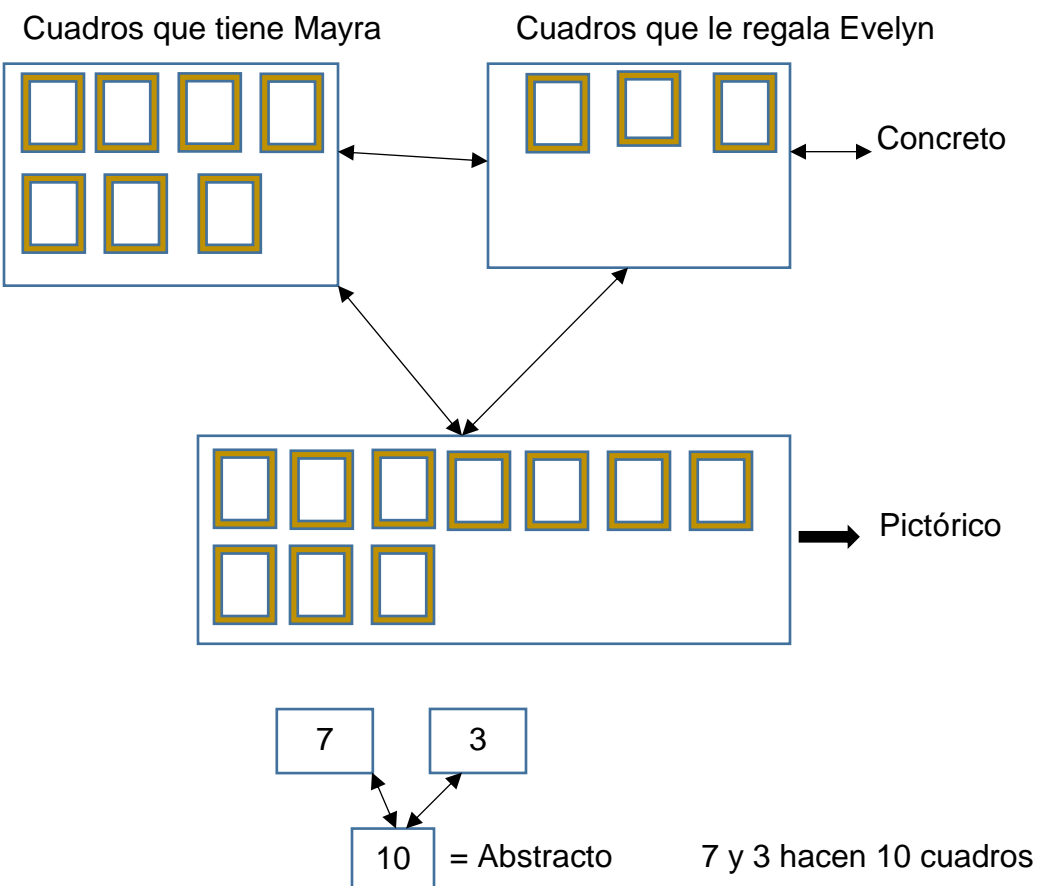 Cuadros que tiene Mayra
Cuadros que le regala Evelyn
Concreto
Pictórico
7
3
10
= Abstracto
7 y 3 hacen 10 cuadros